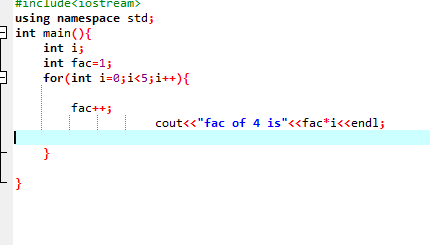 #include<iostream>
using namespace std;
int main(){
int i;
int fac=1;
for(int i=0;i<5;i++){
fac++;
cout<<"fac of 4 is"<<fac*i<<endl;
}
}